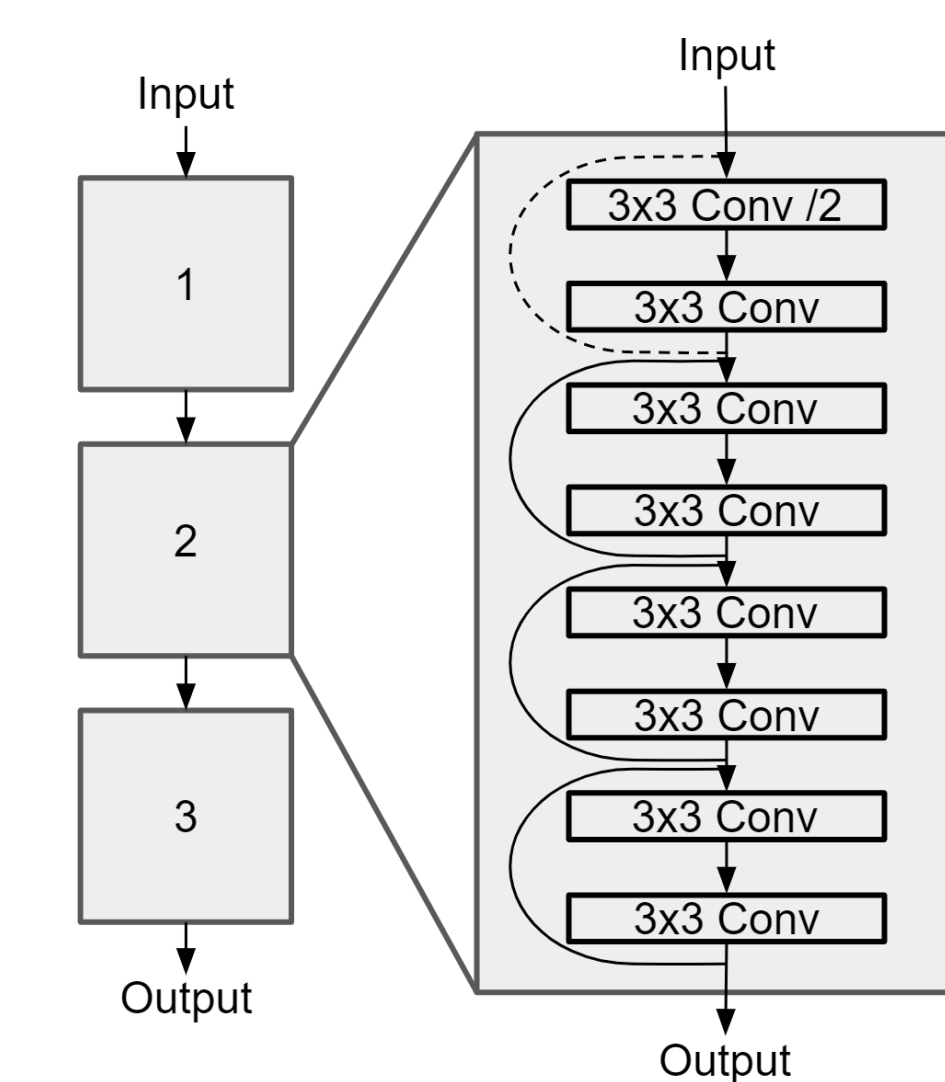 Input
1
2
3
Output
Input
3x3 Conv /2
3x3 Conv
3x3 Conv
3x3 Conv
3x3 Conv
3x3 Conv
3x3 Conv
3x3 Conv
Output